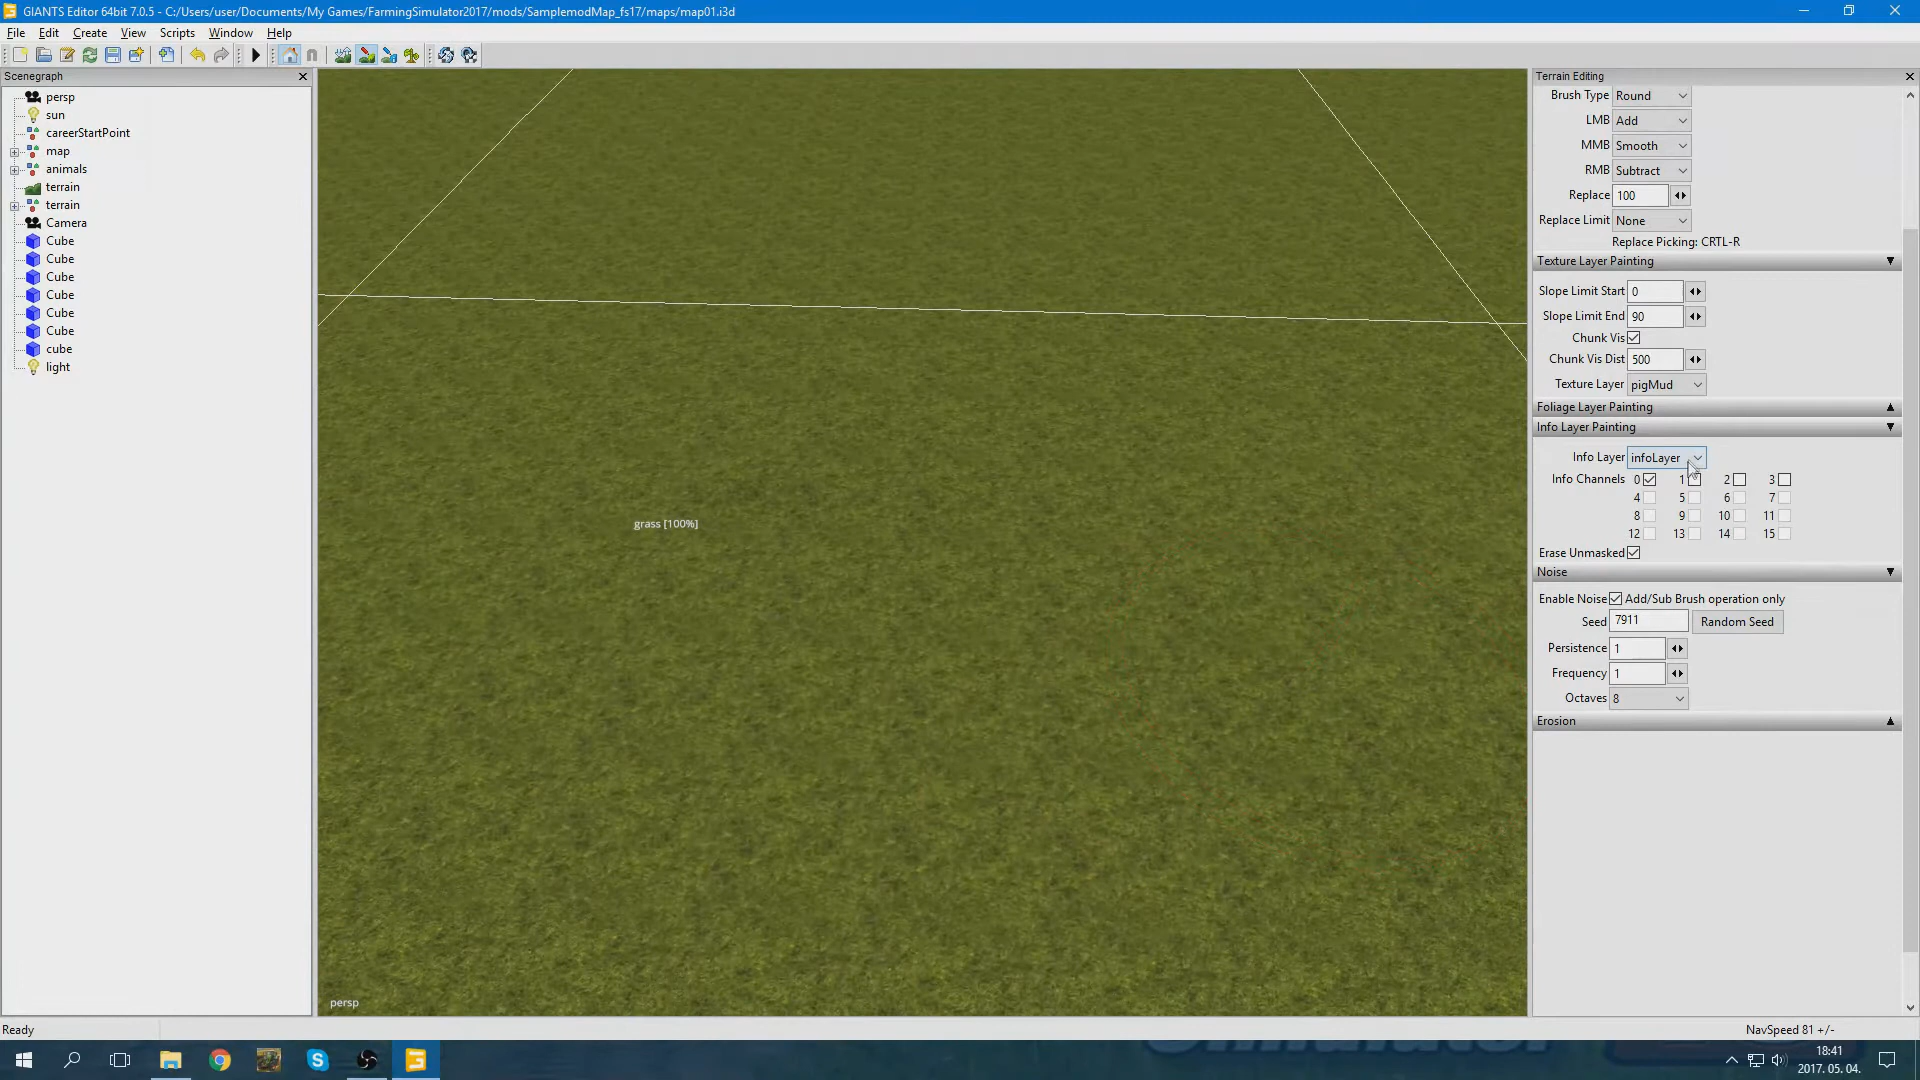 GIANTS Editor 64bit 7.0.5 - C:/Users/user/Documents/My Games/FarmingSimulator2017/mods/SamplemodMap_fs17/maps/map01.i3d
File Edit Create View Scripts Window Help
Scenegraph
persp
sun
careerStartPoint
map
animals
terrain
terrain
Camera
Cube
Cube
Cube
Cube
Cube
Cube
cube
light
grass [100%]
persp
Terrain Editing
Brush Type Round
LMB Add
MMB Smooth
RMB Subtract
Replace 100
Replace Limit None
Replace Picking: CRTL-R
Texture Layer Painting
Slope Limit Start 0
Slope Limit End 90
Chunk Vis
Chunk Vis Dist 500
Texture Layer pigMud
Foliage Layer Painting
Info Layer Painting
Info Layer infoLayer
Info Channels 0 1 2 3
4 5 6 7
8 9 10 11
12 13 14 15
Erase Unmasked
Noise
Enable Noise Add/Sub Brush operation only
Seed 7911 Random Seed
Persistence 1
Frequency 1
Octaves 8
Erosion
Ready
NavSpeed 81 +/-
18:41
2017. 05. 04.